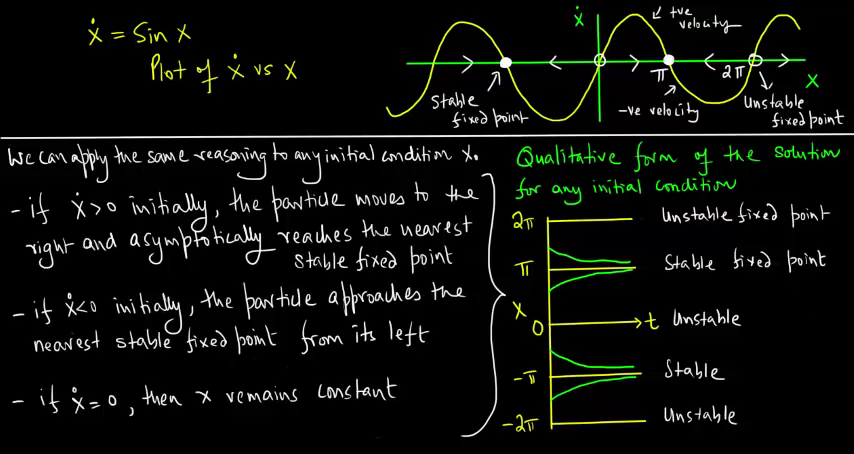 ẋ = Sin x
Plot of ẋ vs x
ẋ
+ve
velocity
π
2π
x
Stable
fixed point
-ve velocity
Unstable
fixed point
We can apply the same reasoning to any initial condition x₀
- if ẋ>0 initially, the particle moves to the
right and asymptotically reaches the nearest
stable fixed point
- if ẋ<0 initially, the particle approaches the
nearest stable fixed point from its left
- if ẋ=0, then x remains constant
Qualitative form of the solution
for any initial condition
2π Unstable fixed point
π Stable fixed point
x
0 t Unstable
-π Stable
-2π Unstable